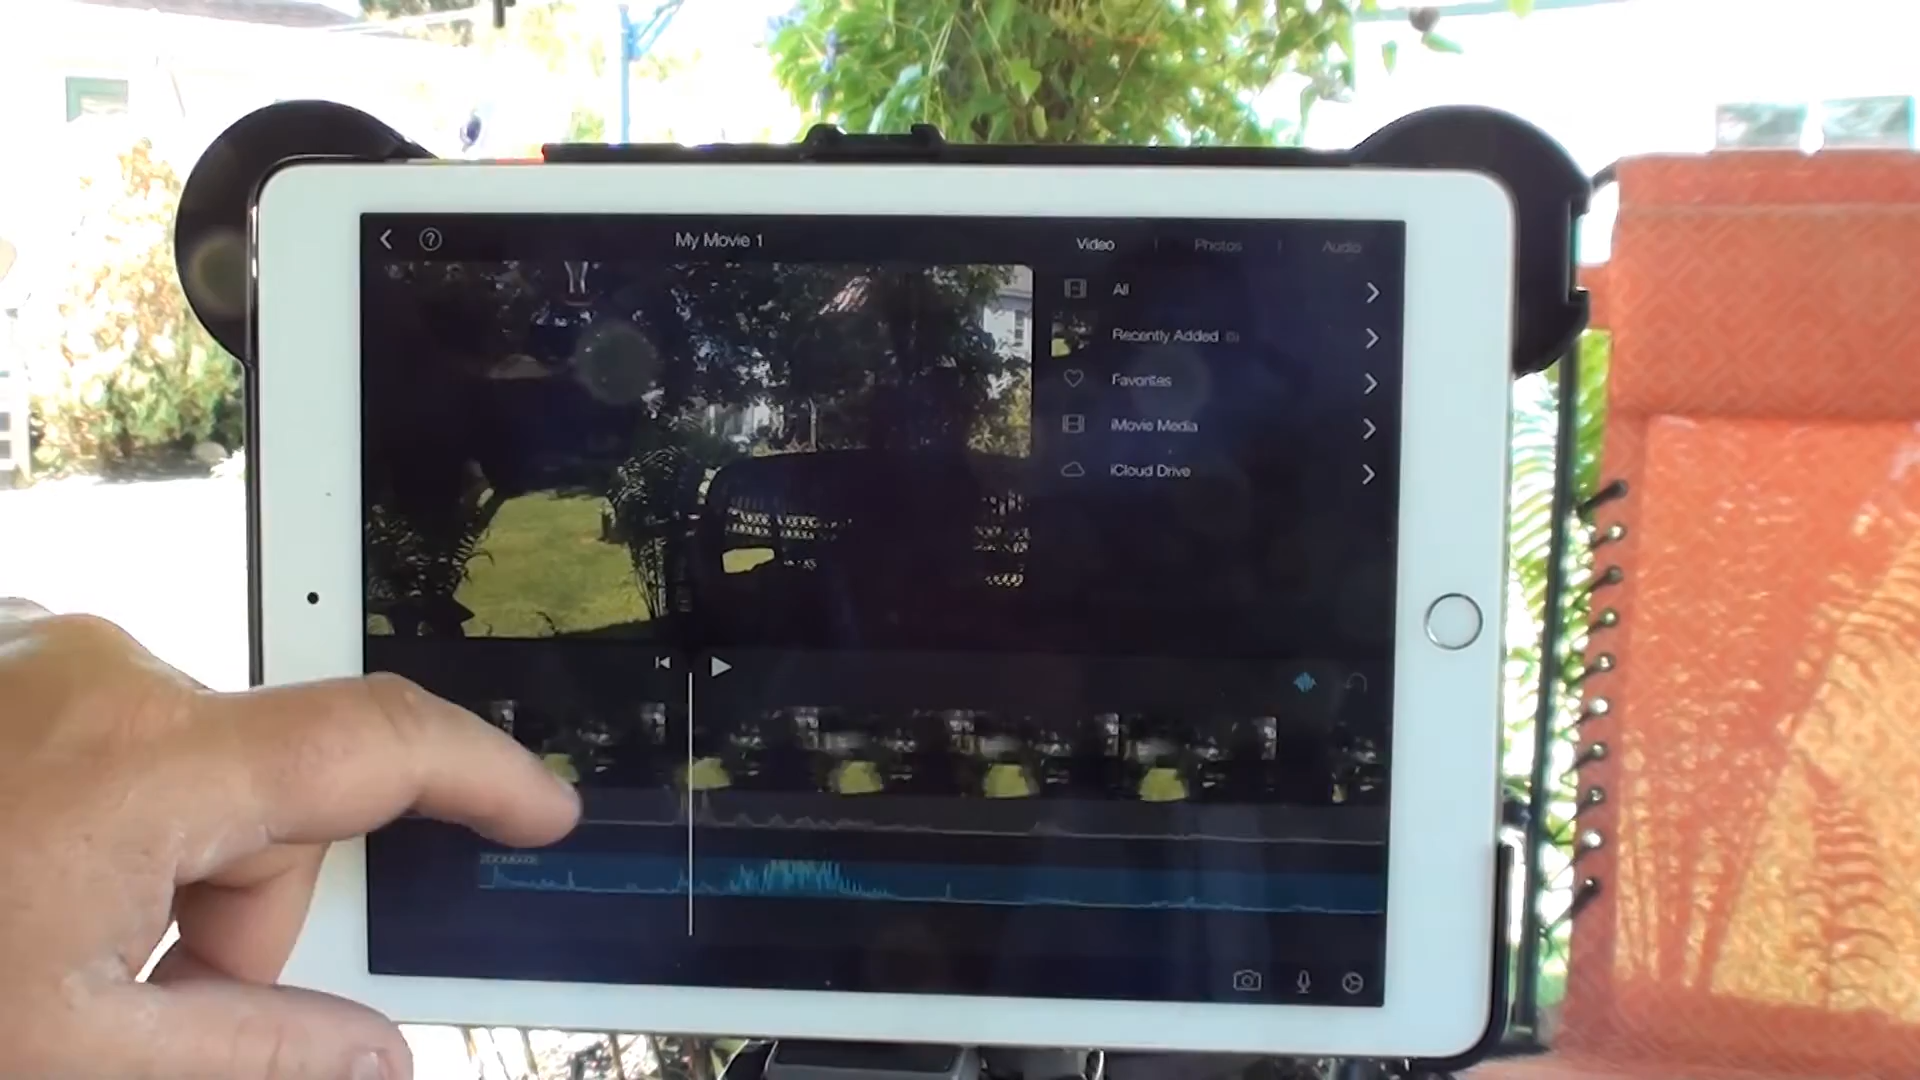 ?
My Movie 1
Video
Photos
Audio
All
Recently Added
Favorites
iMovie Media
iCloud Drive